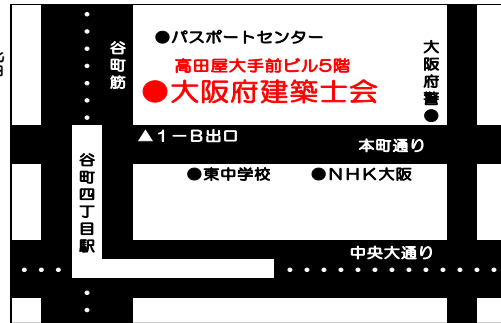 谷町筋
●パスポートセンター
高田屋大手前ビル5階
●大阪府建築士会
大阪府警●
▲1－B出口
本町通り
谷町四丁目駅
●東中学校
●NHK大阪
中央大通り